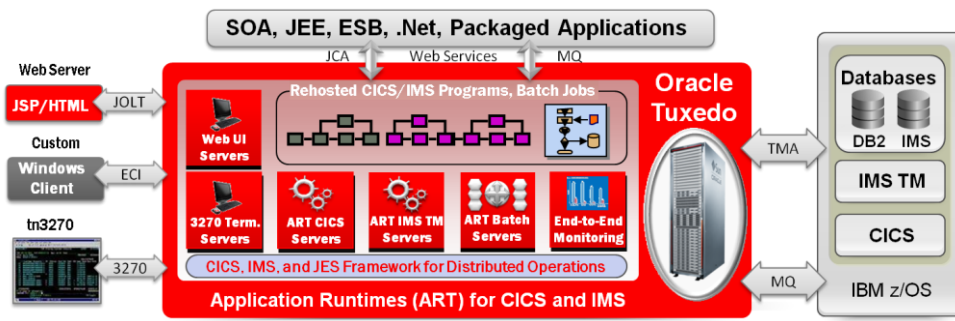 SOA, JEE, ESB, .Net, Packaged Applications
JCA
Web Services
MQ
Web Server
JSP/HTML
JOLT
Custom
Windows
Client
ECI
tn3270
3270
Rehosted CICS/IMS Programs, Batch Jobs
Web UI
Servers
3270 Term.
Servers
ART CICS
Servers
ART IMS TM
Servers
ART Batch
Servers
End-to-End
Monitoring
CICS, IMS, and JES Framework for Distributed Operations
Application Runtimes (ART) for CICS and IMS
Oracle
Tuxedo
TMA
MQ
Databases
DB2
IMS
IMS TM
CICS
IBM z/OS